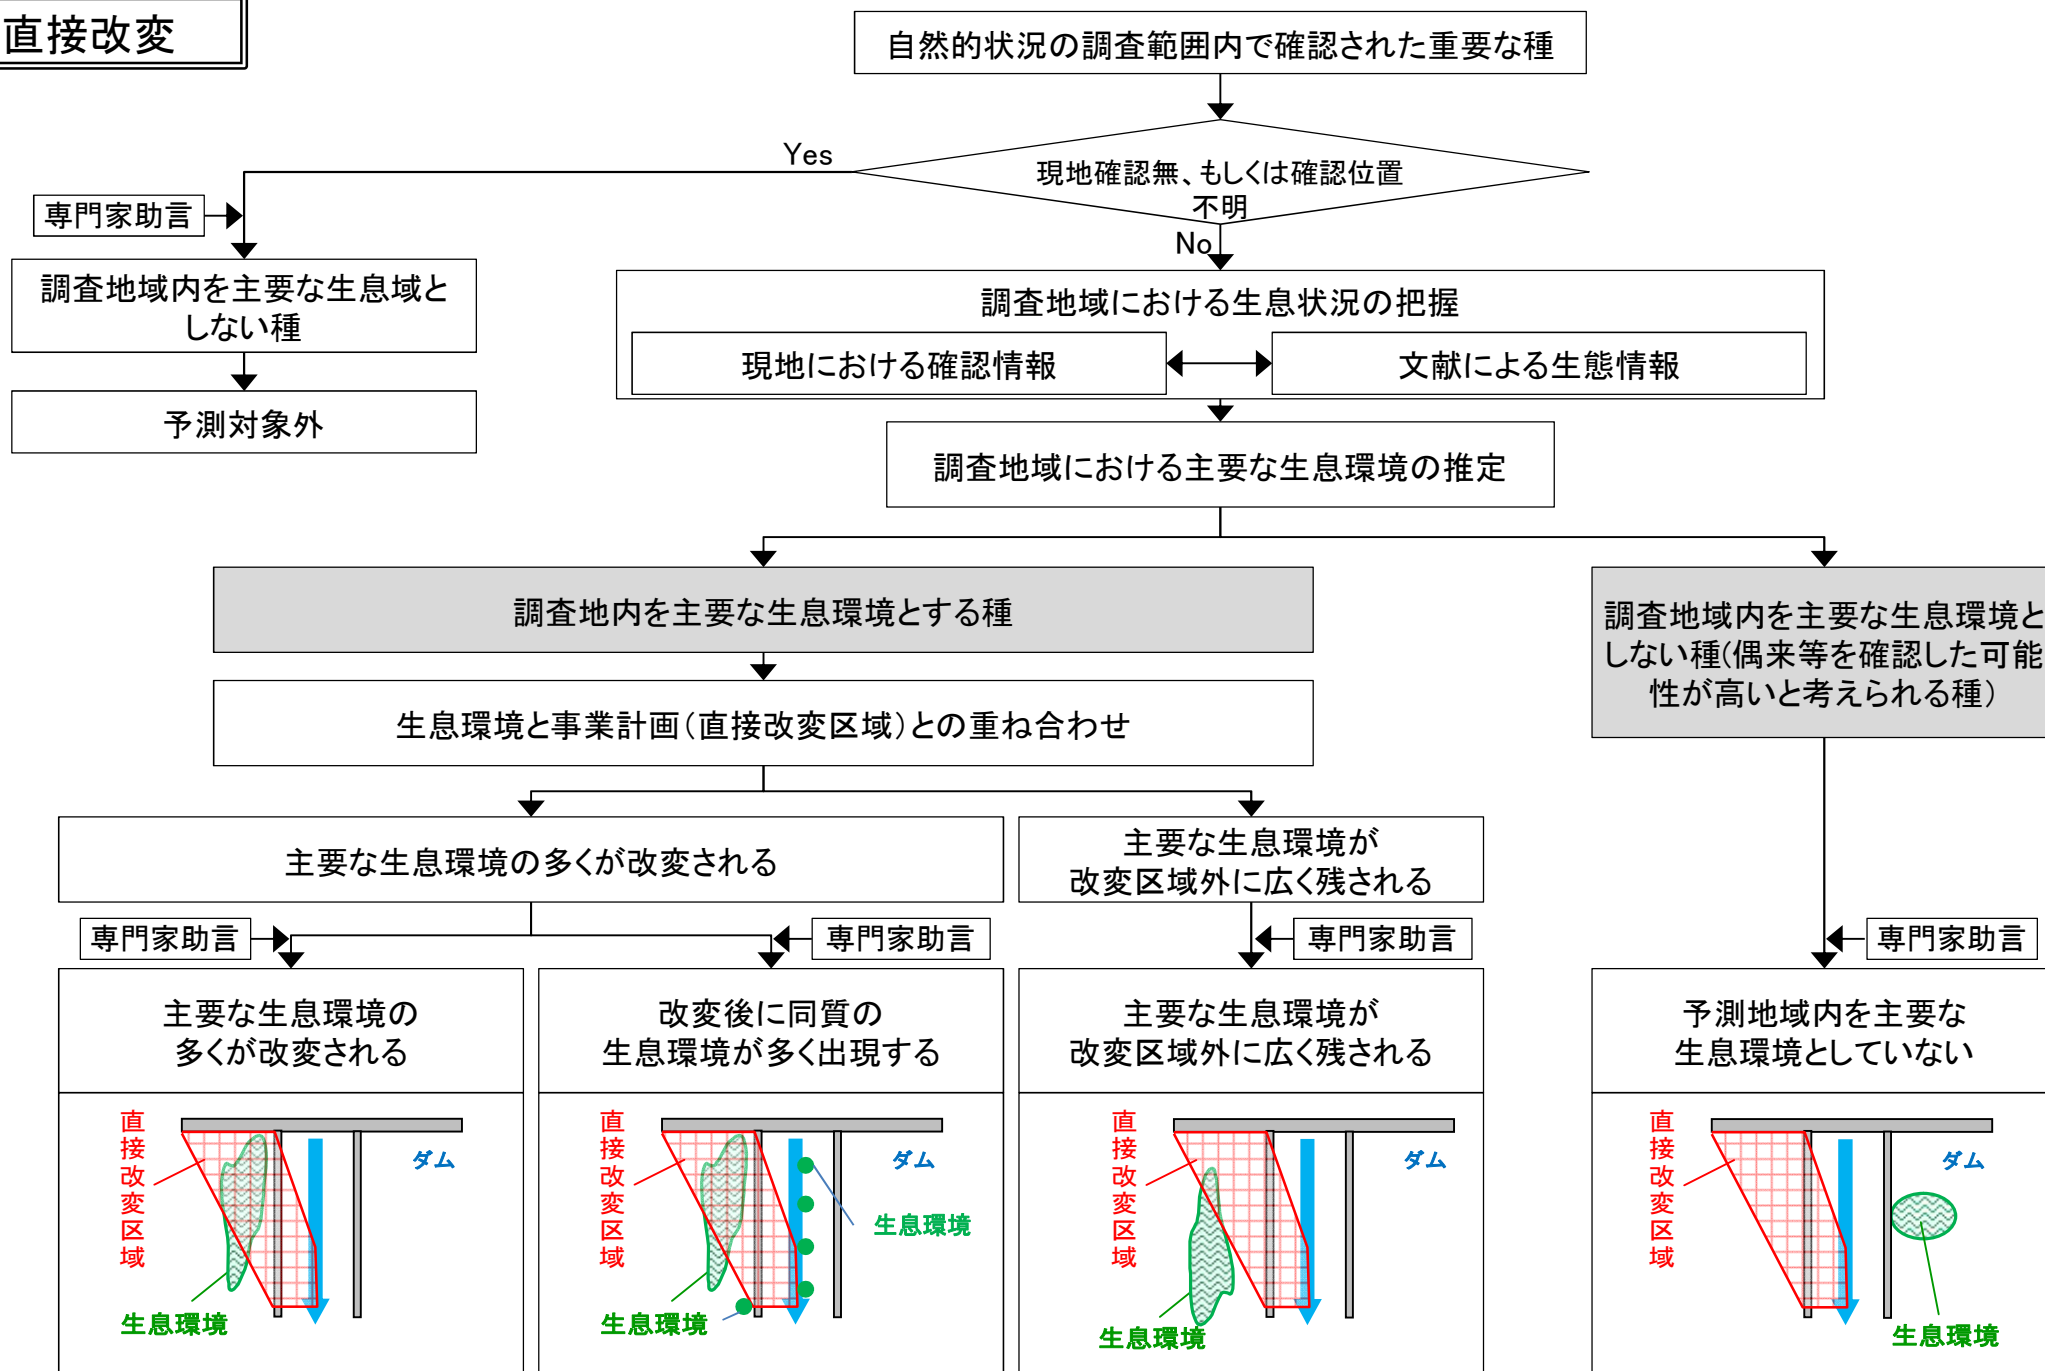 直接改変
自然的状況の調査範囲内で確認された重要な種
Yes
現地確認無、もしくは確認位置
不明
No
専門家助言
調査地域内を主要な生息域と
しない種
予測対象外
調査地域における生息状況の把握
現地における確認情報
文献による生態情報
調査地域における主要な生息環境の推定
調査地内を主要な生息環境とする種
調査地域内を主要な生息環境と
しない種(偶来等を確認した可能
性が高いと考えられる種)
生息環境と事業計画(直接改変区域)との重ね合わせ
主要な生息環境の多くが改変される
主要な生息環境が
改変区域外に広く残される
専門家助言
専門家助言
専門家助言
専門家助言
主要な生息環境の
多くが改変される
改変後に同質の
生息環境が多く出現する
主要な生息環境が
改変区域外に広く残される
予測地域内を主要な
生息環境としていない
直接改変区域
ダム
生息環境
直接改変区域
ダム
生息環境
生息環境
直接改変区域
ダム
生息環境
直接改変区域
ダム
生息環境